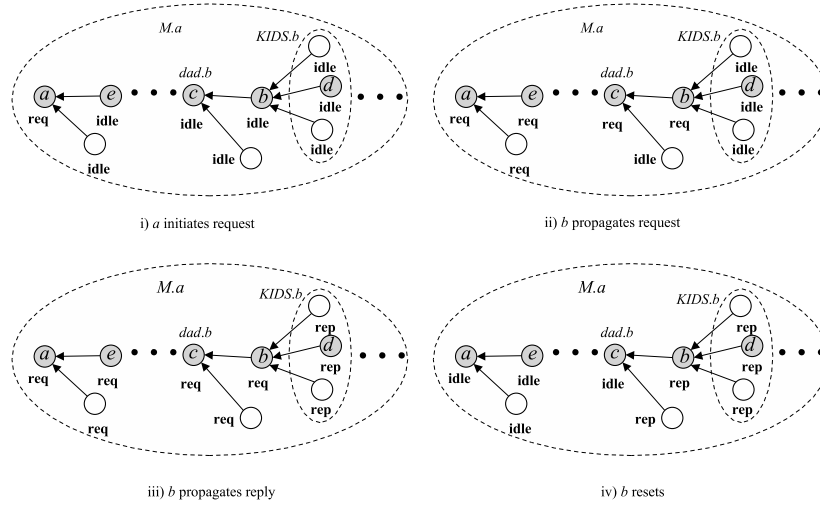 M.a
KIDS.b
dad.b
idle
a
e
c
b
d
idle
req
idle
idle
idle
idle
idle
idle
i) a initiates request
M.a
KIDS.b
dad.b
idle
a
e
c
b
d
idle
req
req
req
req
idle
req
idle
ii) b propagates request
M.a
KIDS.b
dad.b
rep
a
e
c
b
d
rep
req
req
req
req
rep
req
req
iii) b propagates reply
M.a
KIDS.b
dad.b
rep
a
e
c
b
d
rep
idle
idle
idle
rep
rep
rep
idle
iv) b resets